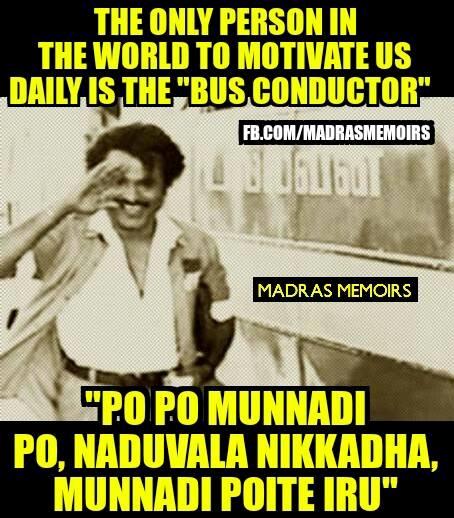 THE ONLY PERSON IN
THE WORLD TO MOTIVATE US
DAILY IS THE "BUS CONDUCTOR"
FB.COM/MADRASMEMOIRS
MADRAS MEMOIRS
"PO PO MUNNADI
PO, NADUVALA NIKKADHA,
MUNNADI POITE IRU"